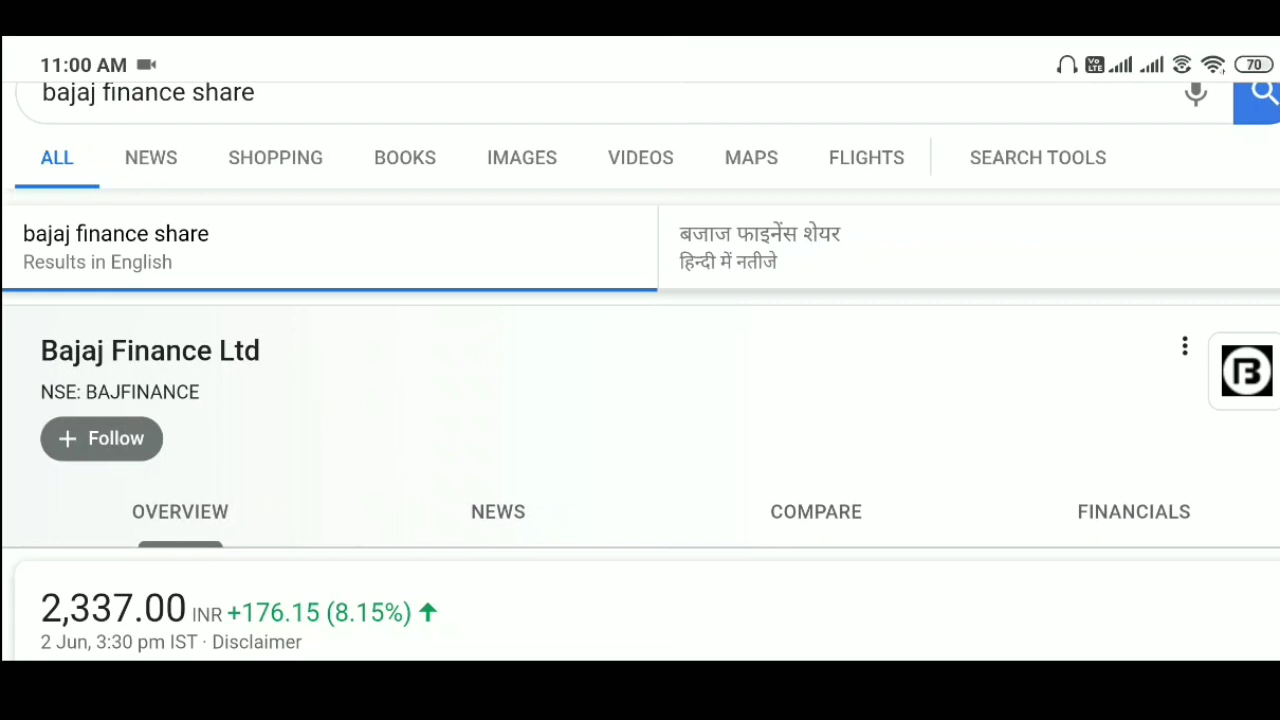 11:00 AM
Vo LTE
70
bajaj finance share
ALL NEWS SHOPPING BOOKS IMAGES VIDEOS MAPS FLIGHTS SEARCH TOOLS
bajaj finance share
Results in English
बजाज फाइनेंस शेयर
हिन्दी में नतीजे
Bajaj Finance Ltd
NSE: BAJFINANCE
+ Follow
OVERVIEW NEWS COMPARE FINANCIALS
2,337.00 INR +176.15 (8.15%) ↑
2 Jun, 3:30 pm IST · Disclaimer